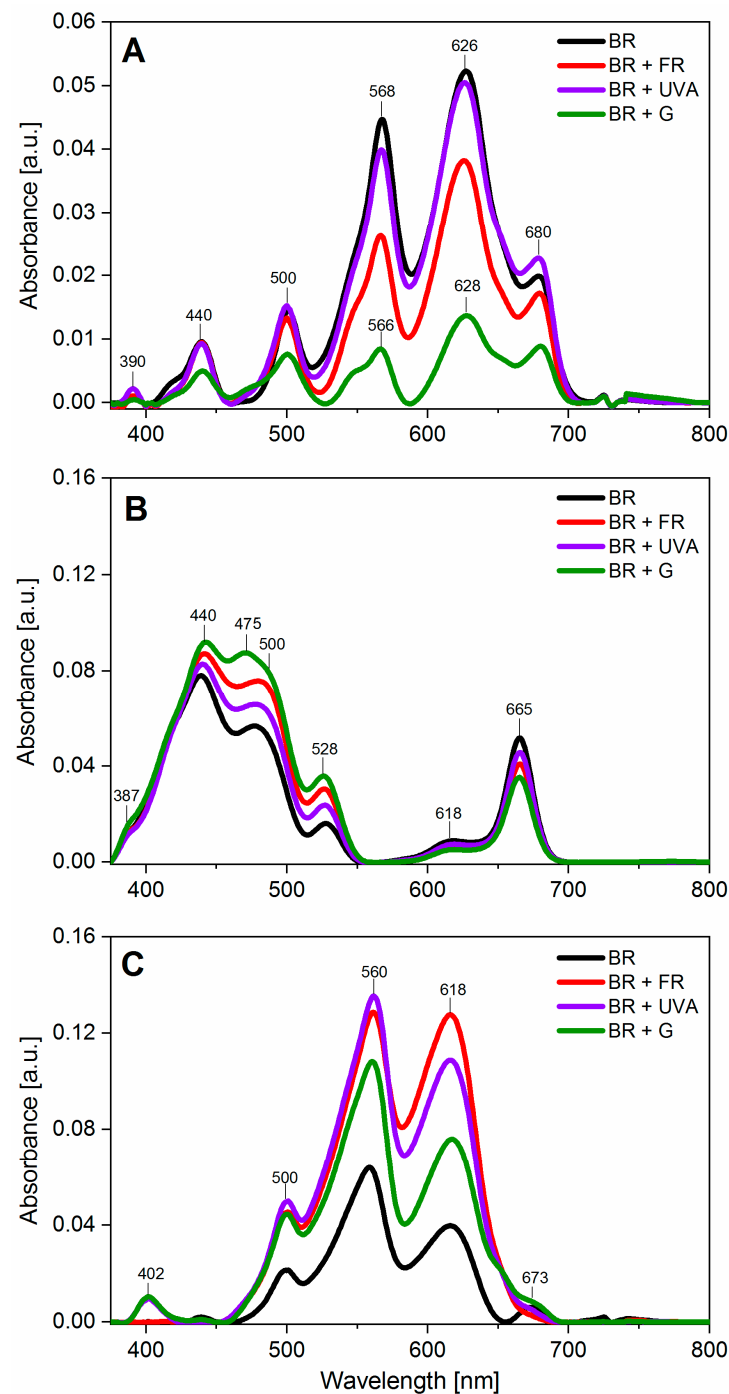 A
BR
BR + FR
BR + UVA
BR + G
390
440
500
568
566
626
628
680
0.06
0.05
0.04
0.03
0.02
0.01
0.00
Absorbance [a.u.]
400 500 600 700 800
B
BR
BR + FR
BR + UVA
BR + G
387
440
475
500
528
618
665
0.16
0.12
0.08
0.04
0.00
Absorbance [a.u.]
400 500 600 700 800
C
BR
BR + FR
BR + UVA
BR + G
402
500
560
618
673
0.16
0.12
0.08
0.04
0.00
Absorbance [a.u.]
400 500 600 700 800
Wavelength [nm]